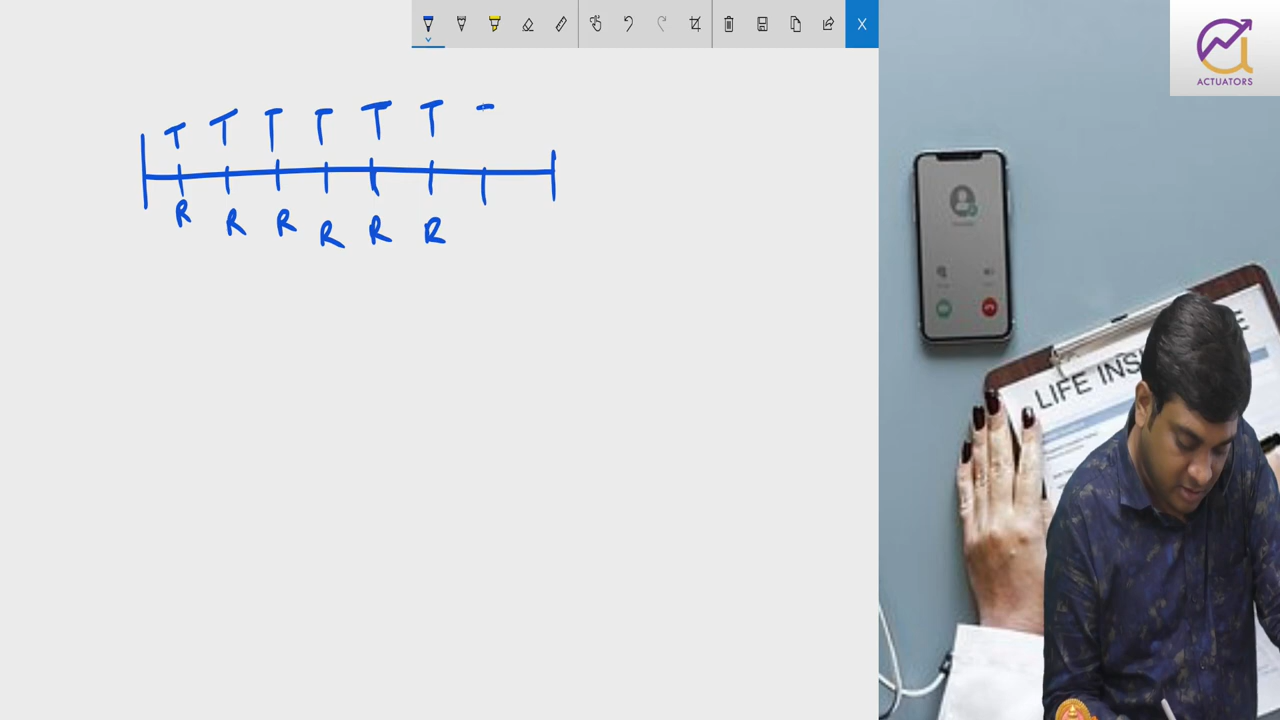 T T T T T T
R R R R R R
ACTUATORS
LIFE INS
E
X